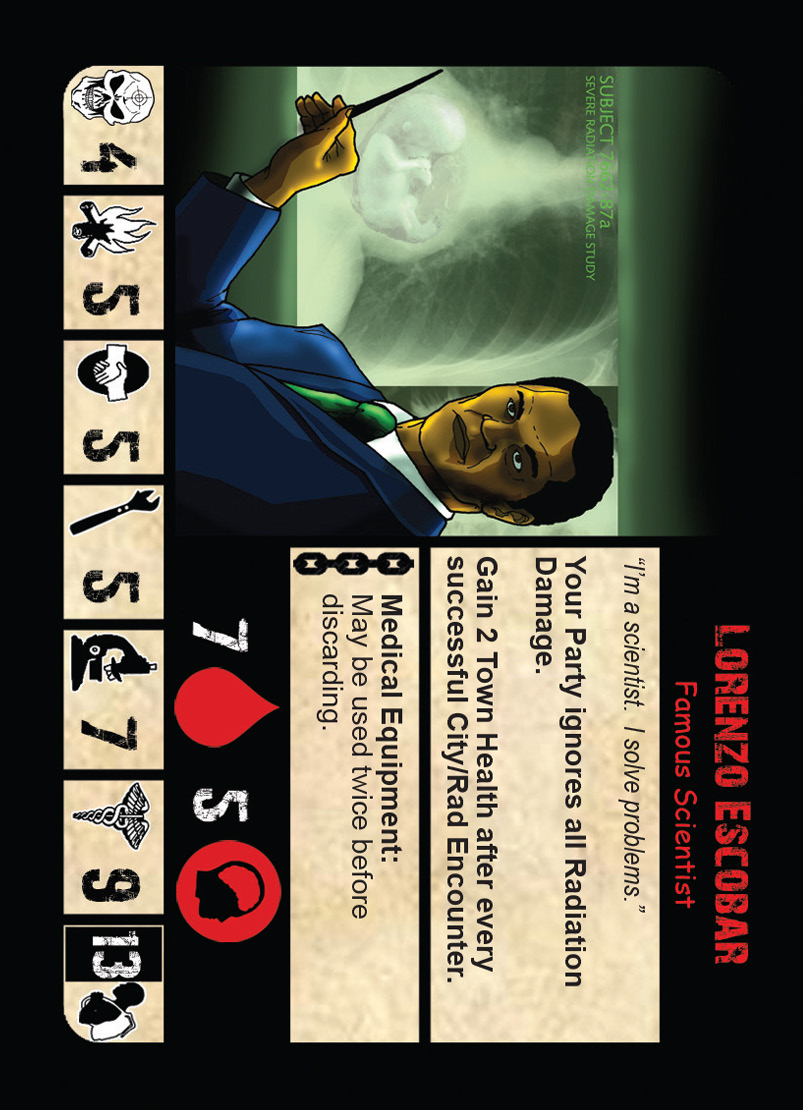 LORENZO ESCOBAR
Famous Scientist
SUBJECT
SEVERE RADIATION DAMAGE STUDY
“I'm a scientist. I solve problems.”
Your Party ignores all Radiation
Damage.
Gain 2 Town Health after every
successful City/Rad Encounter.
Medical Equipment:
May be used twice before
discarding.
7 5
4 5 5 5 7 9 13